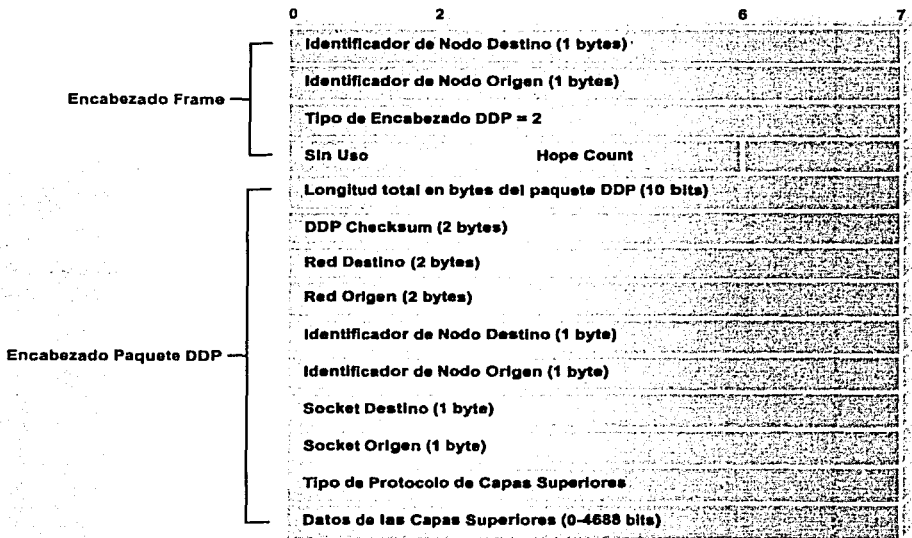 0 2 6 7
Identificador de Nodo Destino (1 bytes)
Identificador de Nodo Origen (1 bytes)
Encabezado Frame
Tipo de Encabezado DDP = 2
Sin Uso Hope Count
Longitud total en bytes del paquete DDP (10 bits)
DDP Checksum (2 bytes)
Red Destino (2 bytes)
Red Origen (2 bytes)
Identificador de Nodo Destino (1 byte)
Encabezado Paquete DDP
Identificador de Nodo Origen (1 byte)
Socket Destino (1 byte)
Socket Origen (1 byte)
Tipo de Protocolo de Capas Superiores
Datos de las Capas Superiores (0-4688 bits)